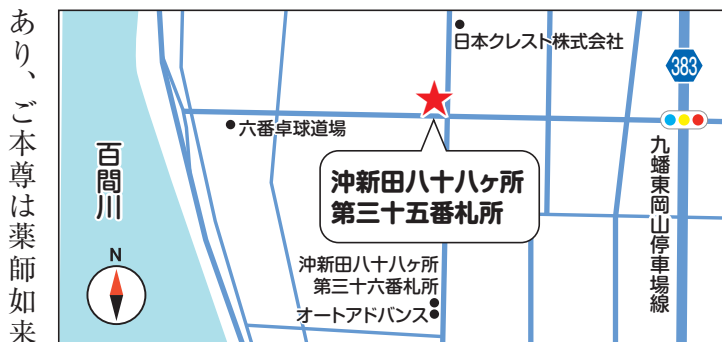 あり、ご本尊は薬師如来
日本クレスト株式会社
383
六番卓球道場
百間川
沖新田八十八ヶ所
第三十五番札所
九蟠東岡山停車場線
N
沖新田八十八ヶ所
第三十六番札所
オートアドバンス